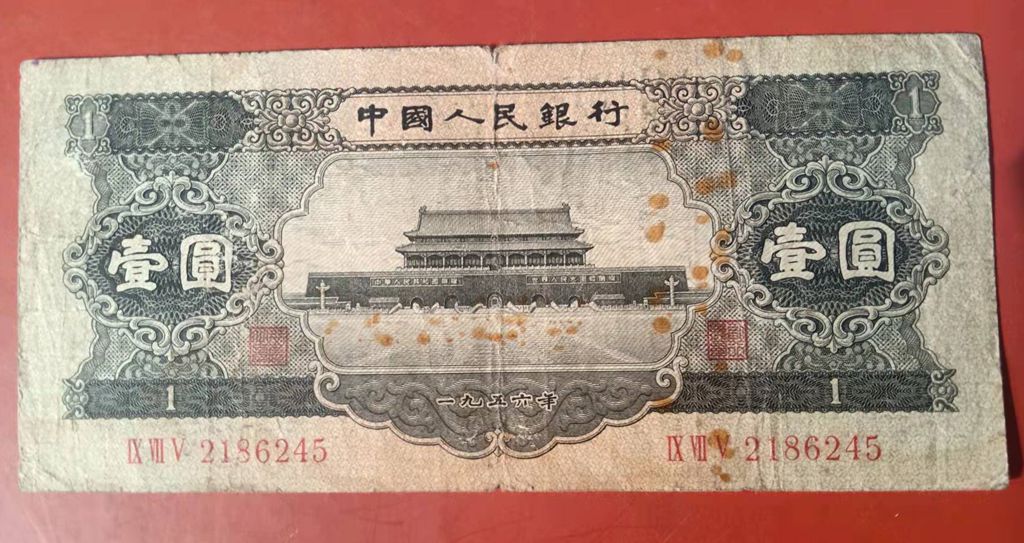 1 中國人民銀行 1
壹圓 壹圓
1 一九五六年 1
IX VII V 2186245 IX VII V 2186245